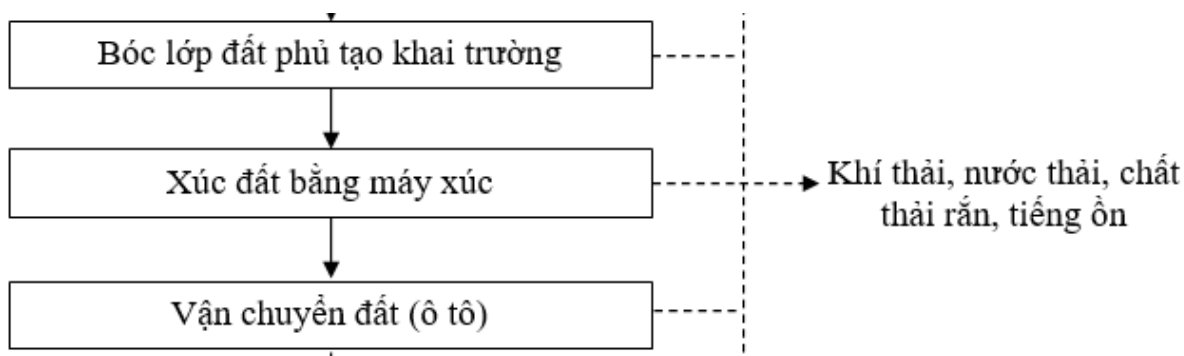 Bóc lớp đất phủ tạo khai trường
Xúc đất bằng máy xúc
Khí thải, nước thải, chất
thải rắn, tiếng ồn
Vận chuyển đất (ô tô)